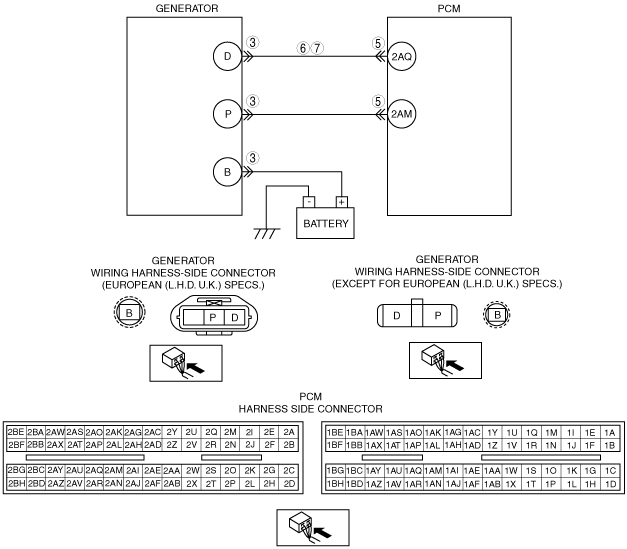 GENERATOR
PCM
D 3 6 7 5 2AQ
P 3 5 2AM
B 3
- +
BATTERY
GENERATOR
WIRING HARNESS-SIDE CONNECTOR
(EUROPEAN (L.H.D. U.K.) SPECS.)
B P D
GENERATOR
WIRING HARNESS-SIDE CONNECTOR
(EXCEPT FOR EUROPEAN (L.H.D. U.K.) SPECS.)
D P B
PCM
HARNESS SIDE CONNECTOR
2BE 2BA 2AW 2AS 2AO 2AK 2AG 2AC 2Y 2U 2Q 2M 2I 2E 2A
2BF 2BB 2AX 2AT 2AP 2AL 2AH 2AD 2Z 2V 2R 2N 2J 2F 2B
2BG 2BC 2AY 2AU 2AQ 2AM 2AI 2AE 2AA 2W 2S 2O 2K 2G 2C
2BH 2BD 2AZ 2AV 2AR 2AN 2AJ 2AF 2AB 2X 2T 2P 2L 2H 2D
1BE 1BA 1AW 1AS 1AO 1AK 1AG 1AC 1Y 1U 1Q 1M 1I 1E 1A
1BF 1BB 1AX 1AT 1AP 1AL 1AH 1AD 1Z 1V 1R 1N 1J 1F 1B
1BG 1BC 1AY 1AU 1AQ 1AM 1AI 1AE 1AA 1W 1S 1O 1K 1G 1C
1BH 1BD 1AZ 1AV 1AR 1AN 1AJ 1AF 1AB 1X 1T 1P 1L 1H 1D